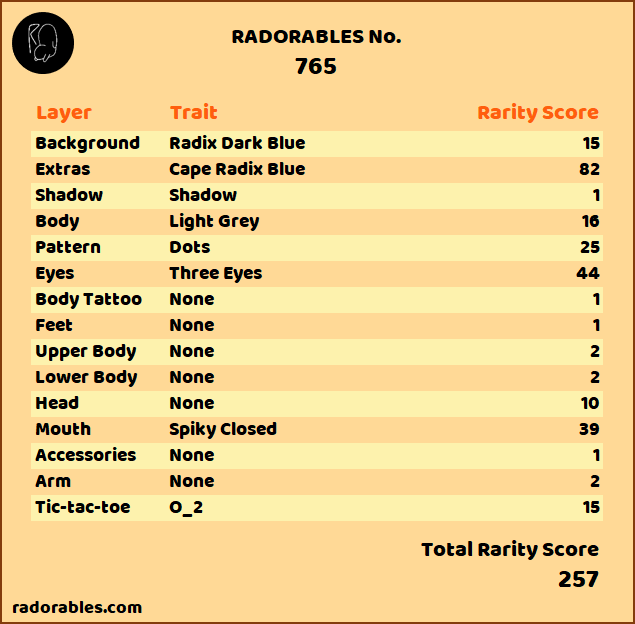 RADORABLES No.
765
Layer Trait Rarity Score
Background Radix Dark Blue 15
Extras Cape Radix Blue 82
Shadow Shadow 1
Body Light Grey 16
Pattern Dots 25
Eyes Three Eyes 44
Body Tattoo None 1
Feet None 1
Upper Body None 2
Lower Body None 2
Head None 10
Mouth Spiky Closed 39
Accessories None 1
Arm None 2
Tic-tac-toe O_2 15
Total Rarity Score
257
radorables.com